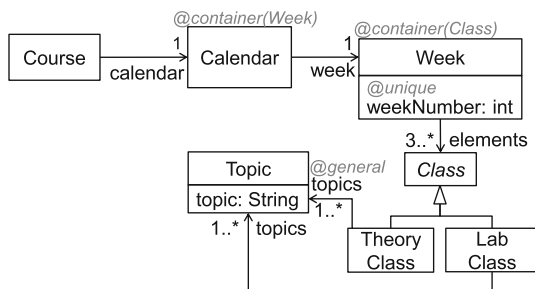 @container(Week)
@container(Class)
Course
1
calendar
Calendar
1
week
Week
@unique
weekNumber: int
3..*
elements
Topic
topic: String
@general
topics
1..*
Class
1..*
topics
Theory
Class
Lab
Class